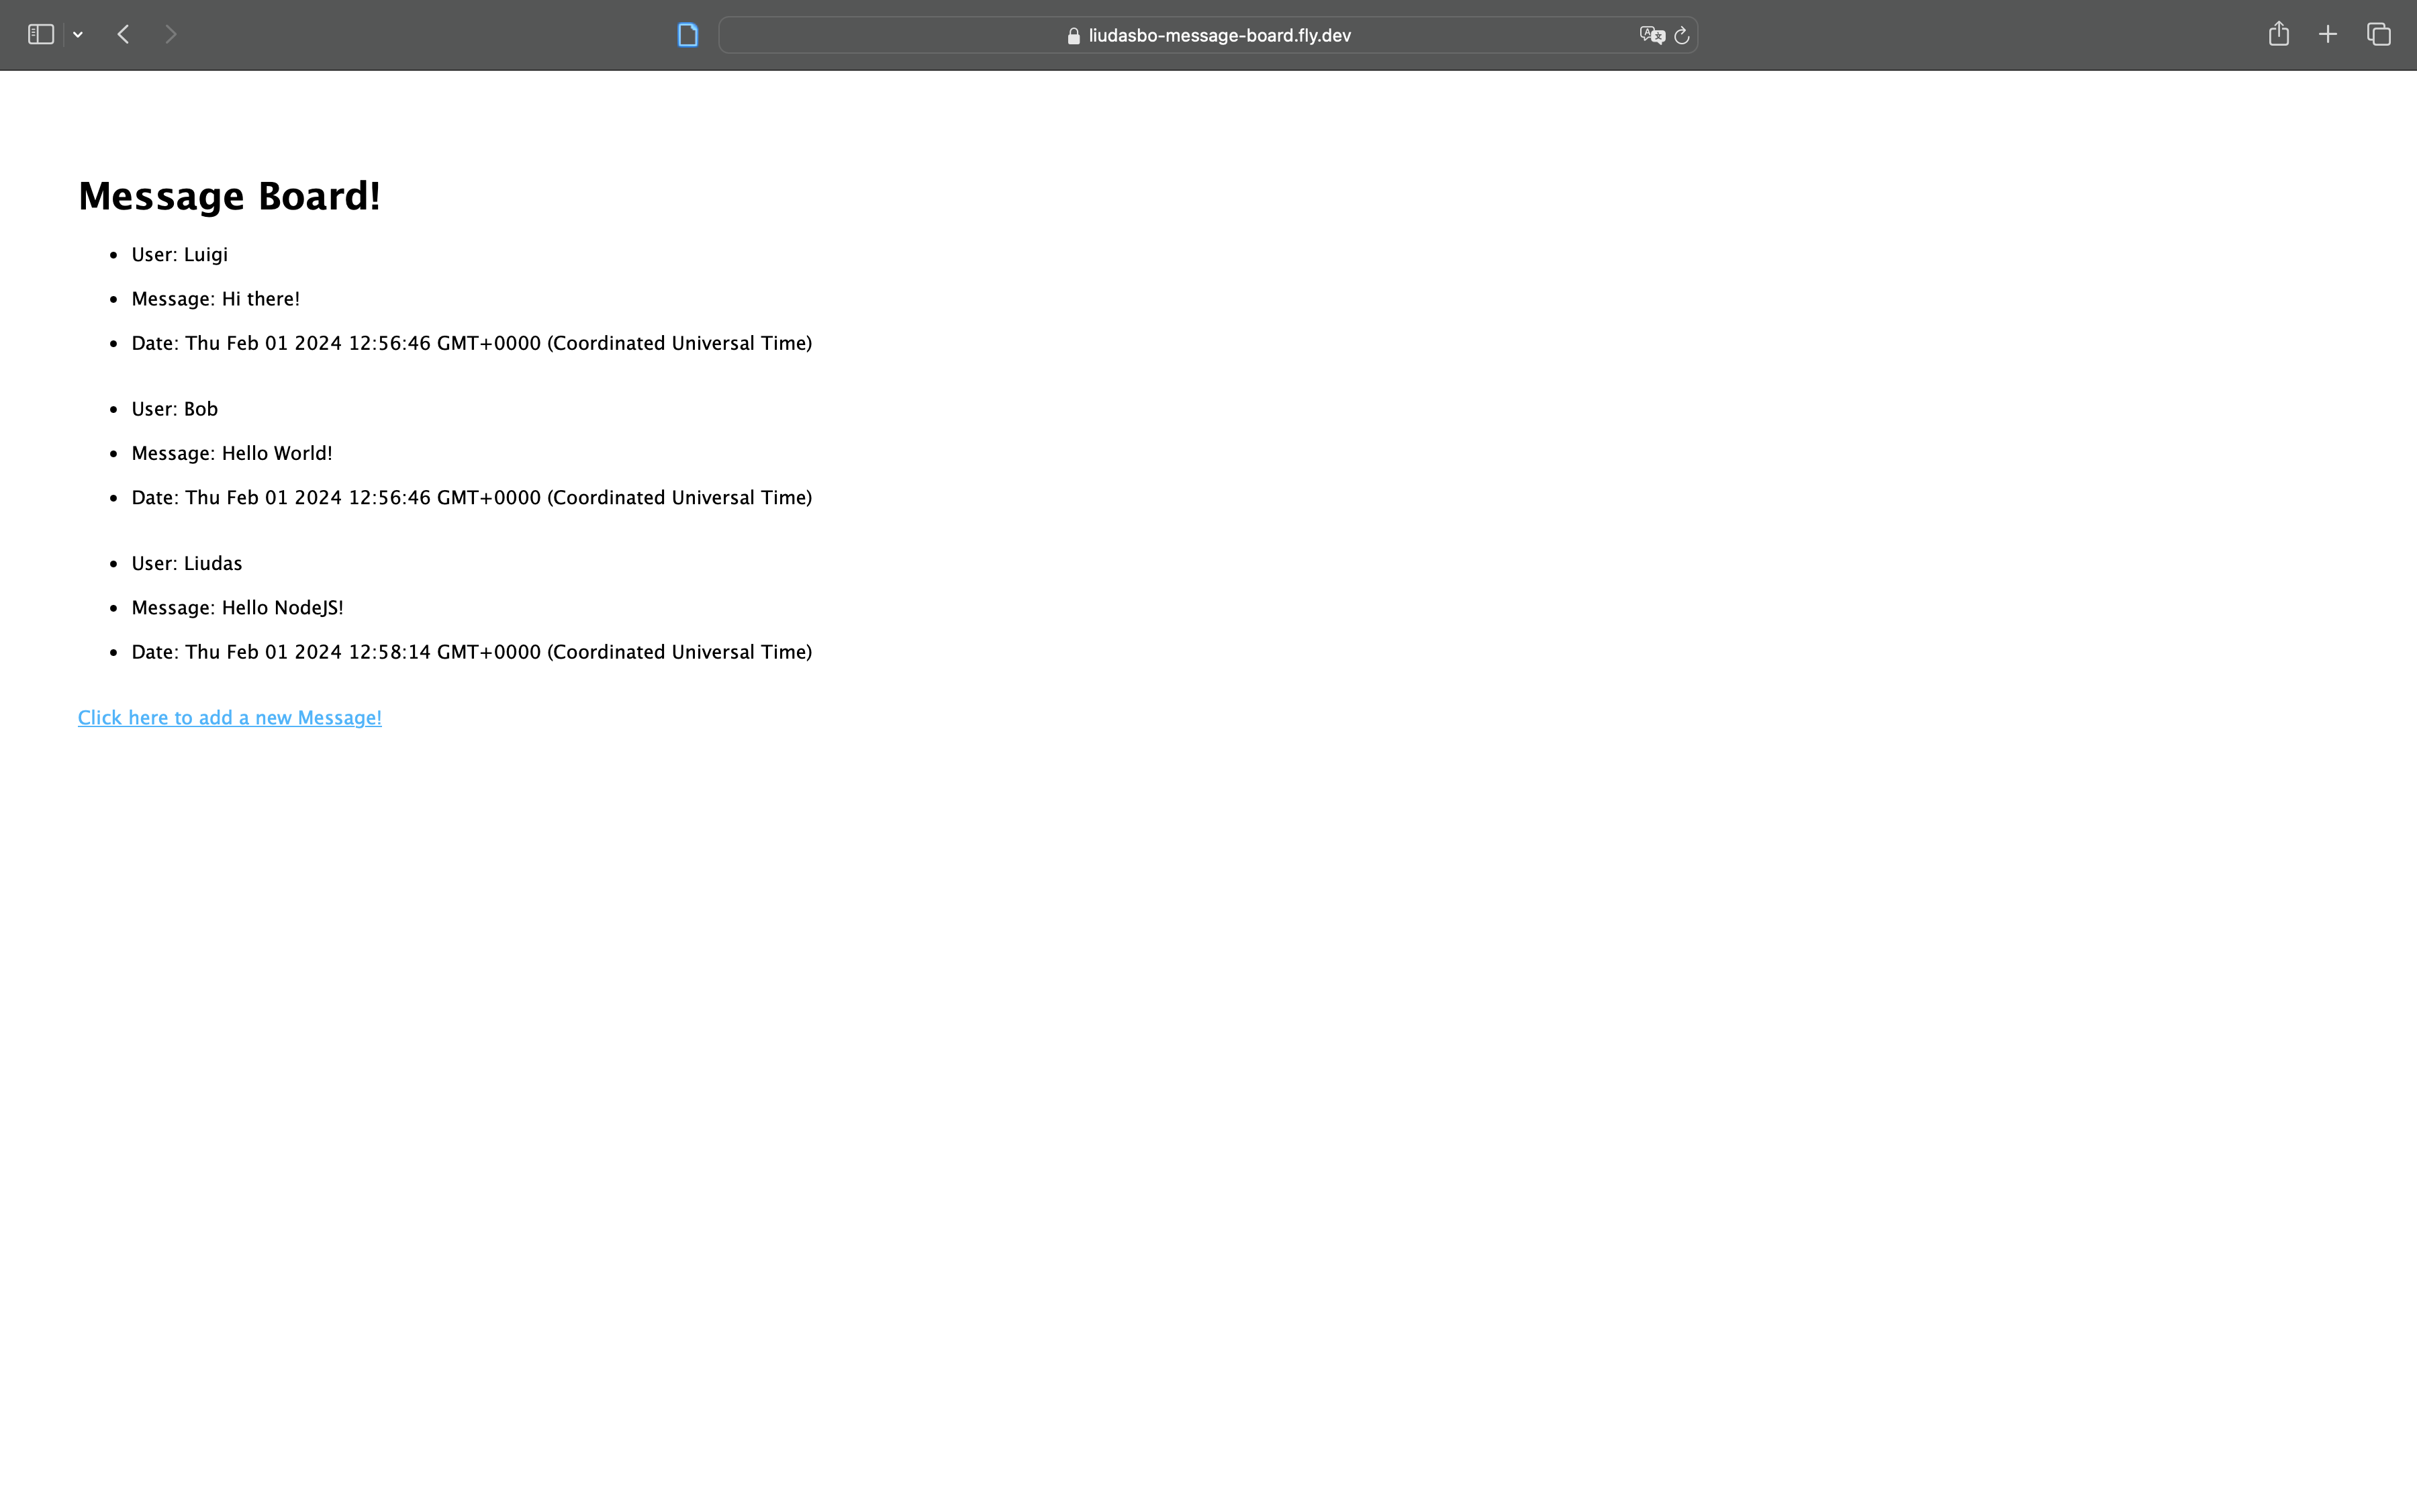 liudasbo-message-board.fly.dev
Message Board!
• User: Luigi
• Message: Hi there!
• Date: Thu Feb 01 2024 12:56:46 GMT+0000 (Coordinated Universal Time)
• User: Bob
• Message: Hello World!
• Date: Thu Feb 01 2024 12:56:46 GMT+0000 (Coordinated Universal Time)
• User: Liudas
• Message: Hello NodeJS!
• Date: Thu Feb 01 2024 12:58:14 GMT+0000 (Coordinated Universal Time)
Click here to add a new Message!